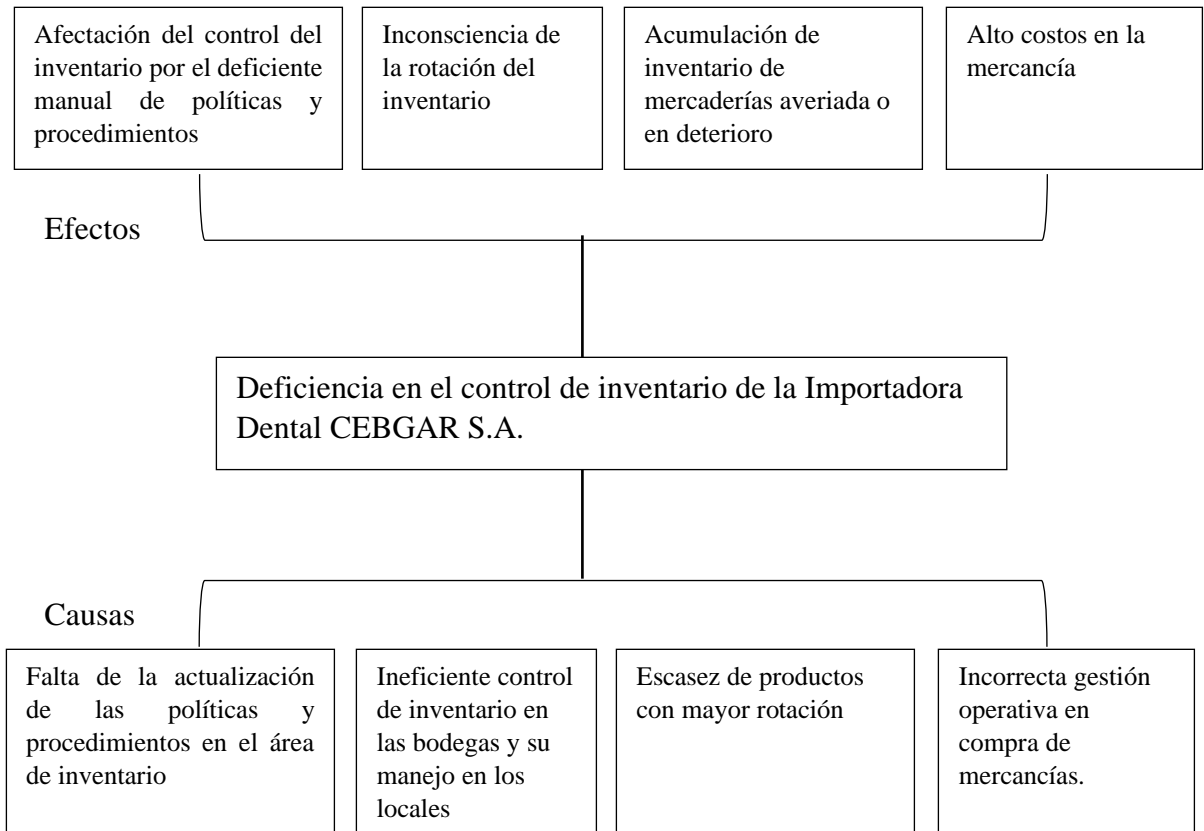 Afectación del control del
inventario por el deficiente
manual de políticas y
procedimientos
Inconsciencia de
la rotación del
inventario
Acumulación de
inventario de
mercaderías averiada o
en deterioro
Alto costos en la
mercancía
Efectos
Deficiencia en el control de inventario de la Importadora
Dental CEBGAR S.A.
Causas
Falta de la actualización
de las políticas y
procedimientos en el área
de inventario
Ineficiente control
de inventario en
las bodegas y su
manejo en los
locales
Escasez de productos
con mayor rotación
Incorrecta gestión
operativa en
compra de
mercancías.